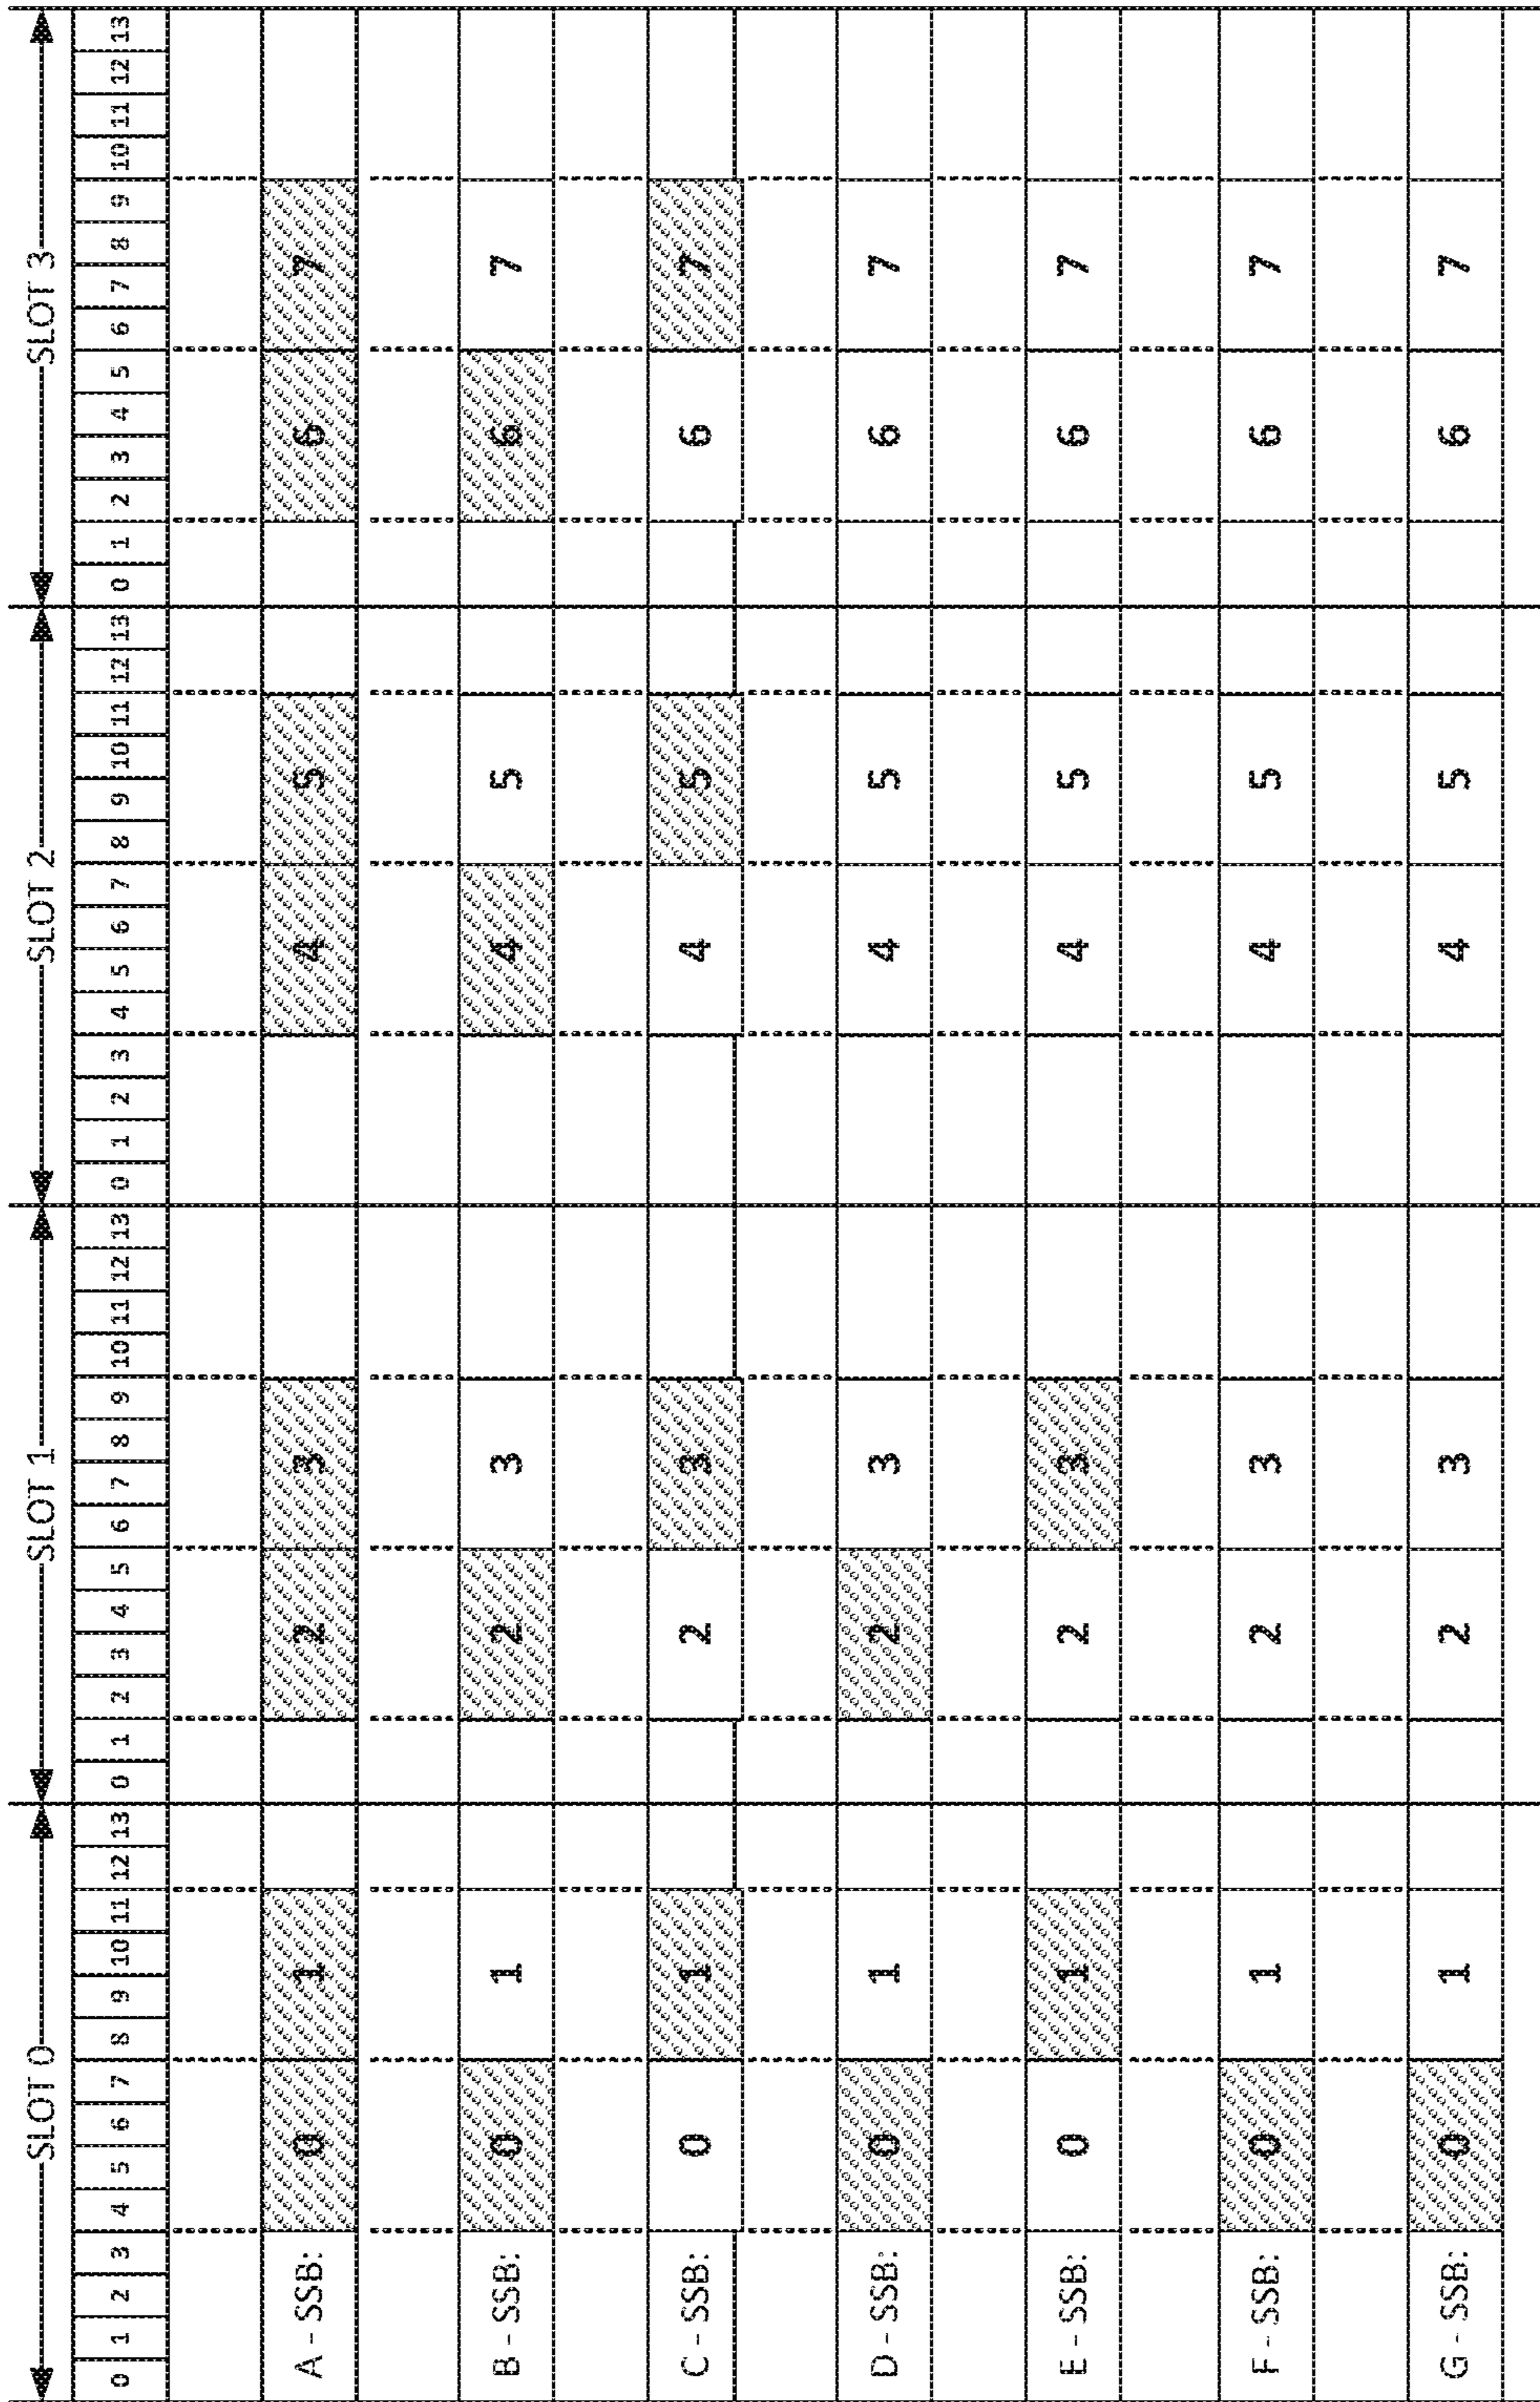 SLOT 0 SLOT 1 SLOT 2 SLOT 3
0 1 2 3 4 5 6 7 8 9 10 11 12 13 0 1 2 3 4 5 6 7 8 9 10 11 12 13 0 1 2 3 4 5 6 7 8 9 10 11 12 13 0 1 2 3 4 5 6 7 8 9 10 11 12 13
A - SSB: 0 1 2 3 4 5 6 7
B - SSB: 0 1 2 3 4 5 6 7
C - SSB: 0 1 2 3 4 5 6 7
D - SSB: 0 1 2 3 4 5 6 7
E - SSB: 0 1 2 3 4 5 6 7
F - SSB: 0 1 2 3 4 5 6 7
G - SSB: 0 1 2 3 4 5 6 7